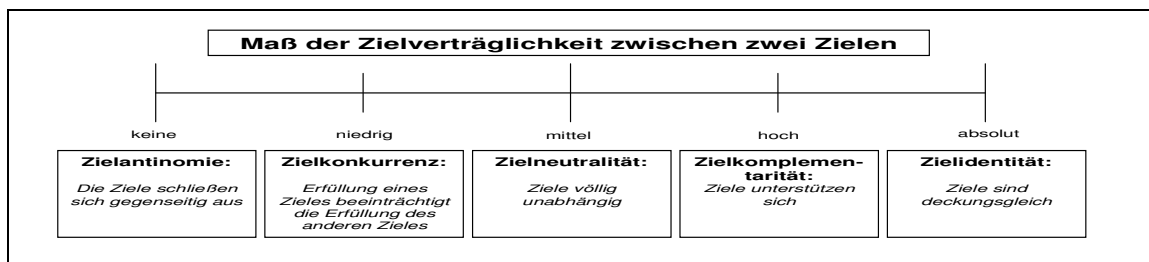 Maß der Zielverträglichkeit zwischen zwei Zielen
keine
niedrig
mittel
hoch
absolut
Zielantinomie:
Die Ziele schließen
sich gegenseitig aus
Zielkonkurrenz:
Erfüllung eines
Zieles beeinträchtigt
die Erfüllung des
anderen Zieles
Zielneutralität:
Ziele völlig
unabhängig
Zielkomplemen-
tarität:
Ziele unterstützen
sich
Zielidentität:
Ziele sind
deckungsgleich